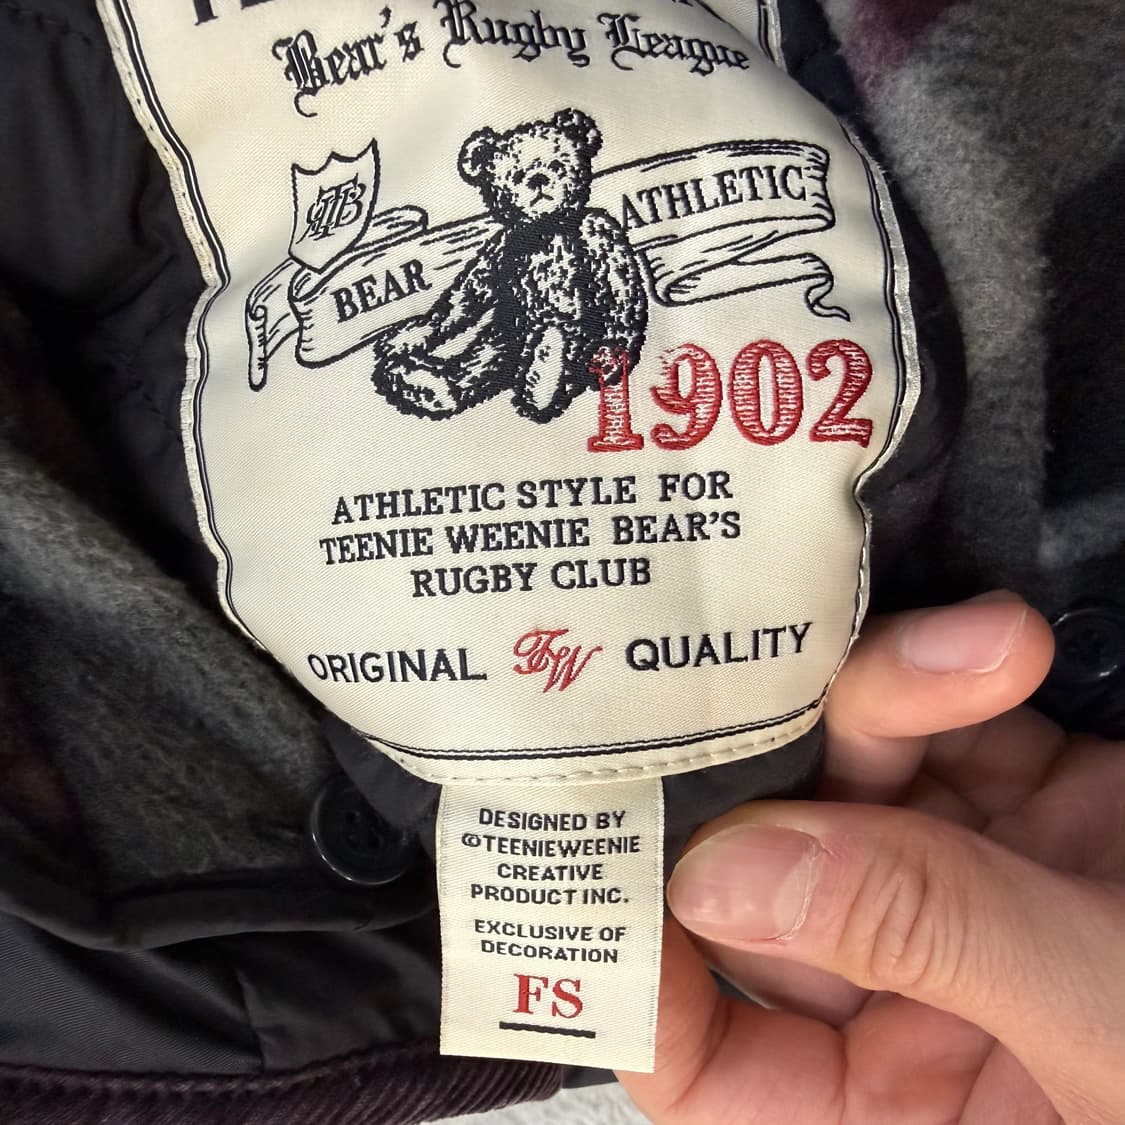 Bear's Rugby League
ATHLETIC
BEAR
1902
ATHLETIC STYLE FOR
TEENIE WEENIE BEAR'S
RUGBY CLUB
ORIGINAL TW QUALITY
DESIGNED BY
©TEENIEWEENIE
CREATIVE
PRODUCT INC.
EXCLUSIVE OF
DECORATION
FS